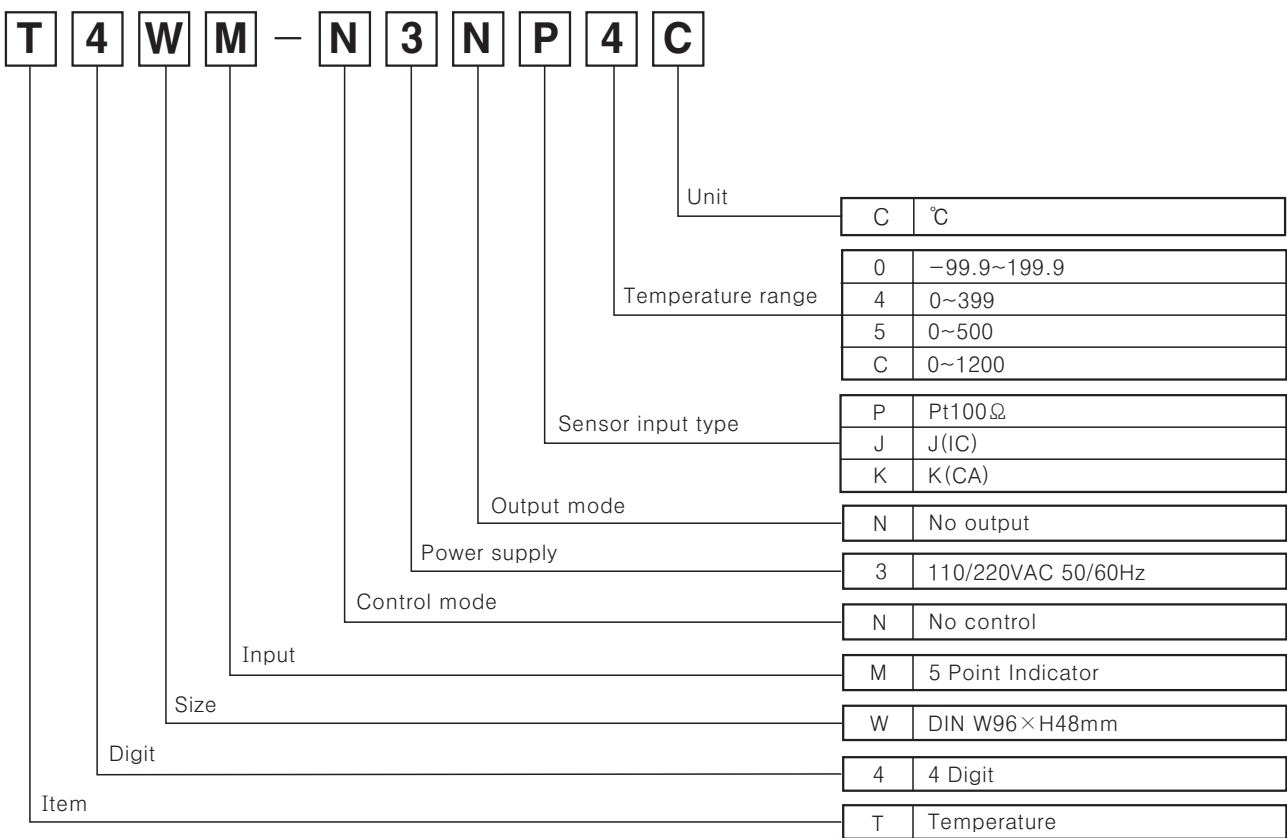 T 4 W M - N 3 N P 4 C
Unit
C ℃
0 -99.9~199.9
Temperature range
4 0~399
5 0~500
C 0~1200
P Pt100Ω
Sensor input type
J J(IC)
K K(CA)
Output mode
N No output
Power supply
3 110/220VAC 50/60Hz
Control mode
N No control
Input
M 5 Point Indicator
Size
W DIN W96×H48mm
Digit
4 4 Digit
Item
T Temperature